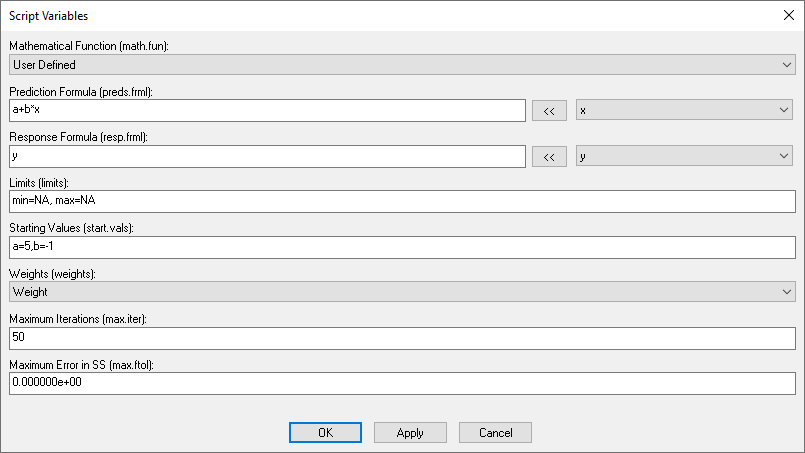 Script Variables
Mathematical Function (math.fun):
User Defined
Prediction Formula (preds.frml):
a+b*x << x
Response Formula (resp.frml):
y << y
Limits (limits):
min=NA, max=NA
Starting Values (start.vals):
a=5,b=-1
Weights (weights):
Weight
Maximum Iterations (max.iter):
50
Maximum Error in SS (max.ftol):
0.000000e+00
OK Apply Cancel